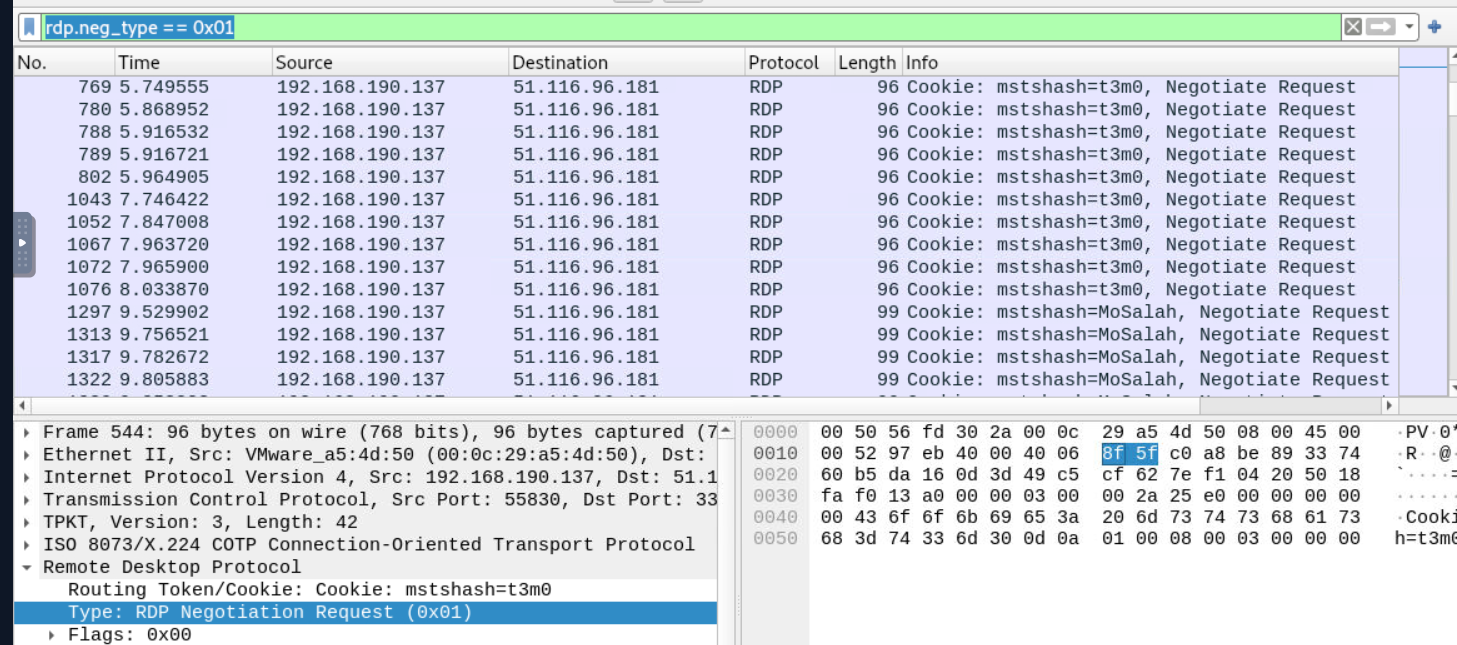 rdp.neg_type == 0x01
No. Time Source Destination Protocol Length Info
769 5.749555 192.168.190.137 51.116.96.181 RDP 96 Cookie: mstshash=t3m0, Negotiate Request
780 5.868952 192.168.190.137 51.116.96.181 RDP 96 Cookie: mstshash=t3m0, Negotiate Request
788 5.916532 192.168.190.137 51.116.96.181 RDP 96 Cookie: mstshash=t3m0, Negotiate Request
789 5.916721 192.168.190.137 51.116.96.181 RDP 96 Cookie: mstshash=t3m0, Negotiate Request
802 5.964905 192.168.190.137 51.116.96.181 RDP 96 Cookie: mstshash=t3m0, Negotiate Request
1043 7.746422 192.168.190.137 51.116.96.181 RDP 96 Cookie: mstshash=t3m0, Negotiate Request
1052 7.847008 192.168.190.137 51.116.96.181 RDP 96 Cookie: mstshash=t3m0, Negotiate Request
1067 7.963720 192.168.190.137 51.116.96.181 RDP 96 Cookie: mstshash=t3m0, Negotiate Request
1072 7.965900 192.168.190.137 51.116.96.181 RDP 96 Cookie: mstshash=t3m0, Negotiate Request
1076 8.033870 192.168.190.137 51.116.96.181 RDP 96 Cookie: mstshash=t3m0, Negotiate Request
1297 9.529902 192.168.190.137 51.116.96.181 RDP 99 Cookie: mstshash=MoSalah, Negotiate Request
1313 9.756521 192.168.190.137 51.116.96.181 RDP 99 Cookie: mstshash=MoSalah, Negotiate Request
1317 9.782672 192.168.190.137 51.116.96.181 RDP 99 Cookie: mstshash=MoSalah, Negotiate Request
1322 9.805883 192.168.190.137 51.116.96.181 RDP 99 Cookie: mstshash=MoSalah, Negotiate Request
Frame 544: 96 bytes on wire (768 bits), 96 bytes captured (7
Ethernet II, Src: VMware_a5:4d:50 (00:0c:29:a5:4d:50), Dst:
Internet Protocol Version 4, Src: 192.168.190.137, Dst: 51.1
Transmission Control Protocol, Src Port: 55830, Dst Port: 33
TPKT, Version: 3, Length: 42
ISO 8073/X.224 COTP Connection-Oriented Transport Protocol
Remote Desktop Protocol
Routing Token/Cookie: Cookie: mstshash=t3m0
Type: RDP Negotiation Request (0x01)
Flags: 0x00
0000 00 50 56 fd 30 2a 00 0c 29 a5 4d 50 08 00 45 00 ·PV·0*
0010 00 52 97 eb 40 00 40 06 8f 5f c0 a8 be 89 33 74 ·R··@·
0020 60 b5 da 16 0d 3d 49 c5 cf 62 7e f1 04 20 50 18 `····=
0030 fa f0 13 a0 00 00 03 00 00 2a 25 e0 00 00 00 00 ······
0040 00 43 6f 6f 6b 69 65 3a 20 6d 73 74 73 68 61 73 ·Cooki
0050 68 3d 74 33 6d 30 0d 0a 01 00 08 00 03 00 00 00 h=t3m0